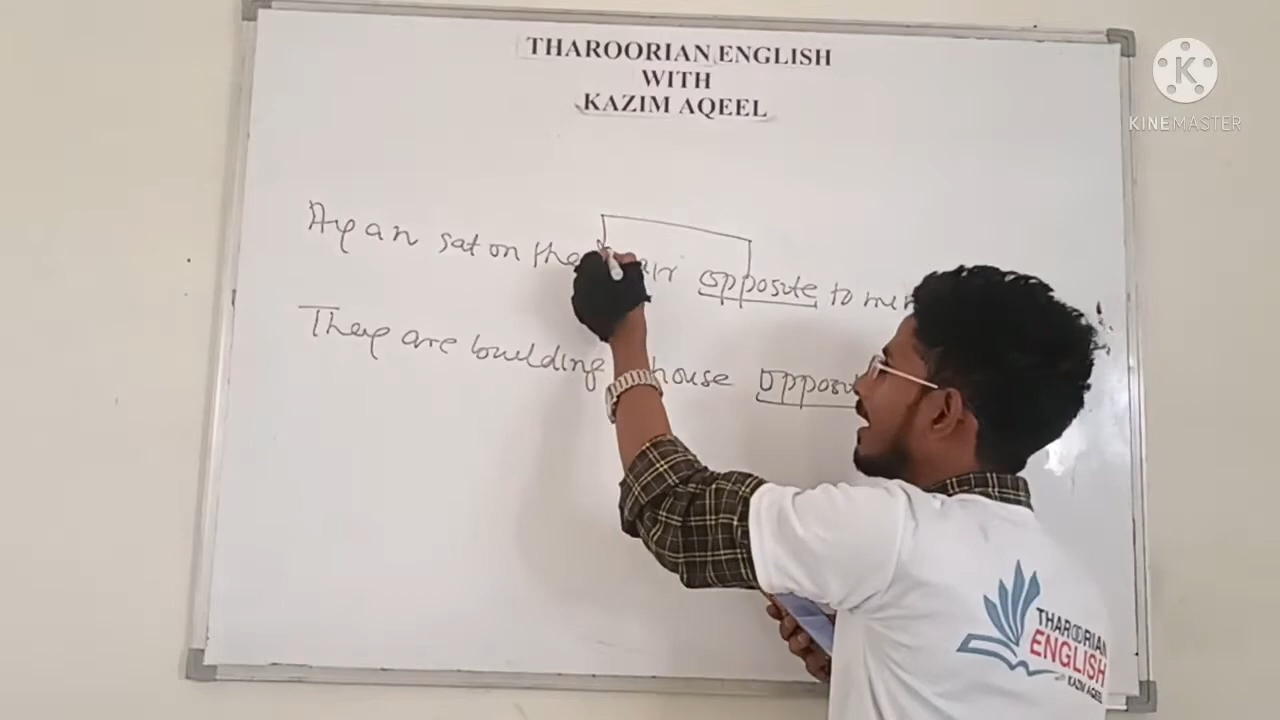 THAROORIAN ENGLISH
WITH
KAZIM AQEEL
KINEMASTER
Ayan sat on the opposite to
They are building house
THAROORIAN
ENGLISH
KAZIM AQEEL